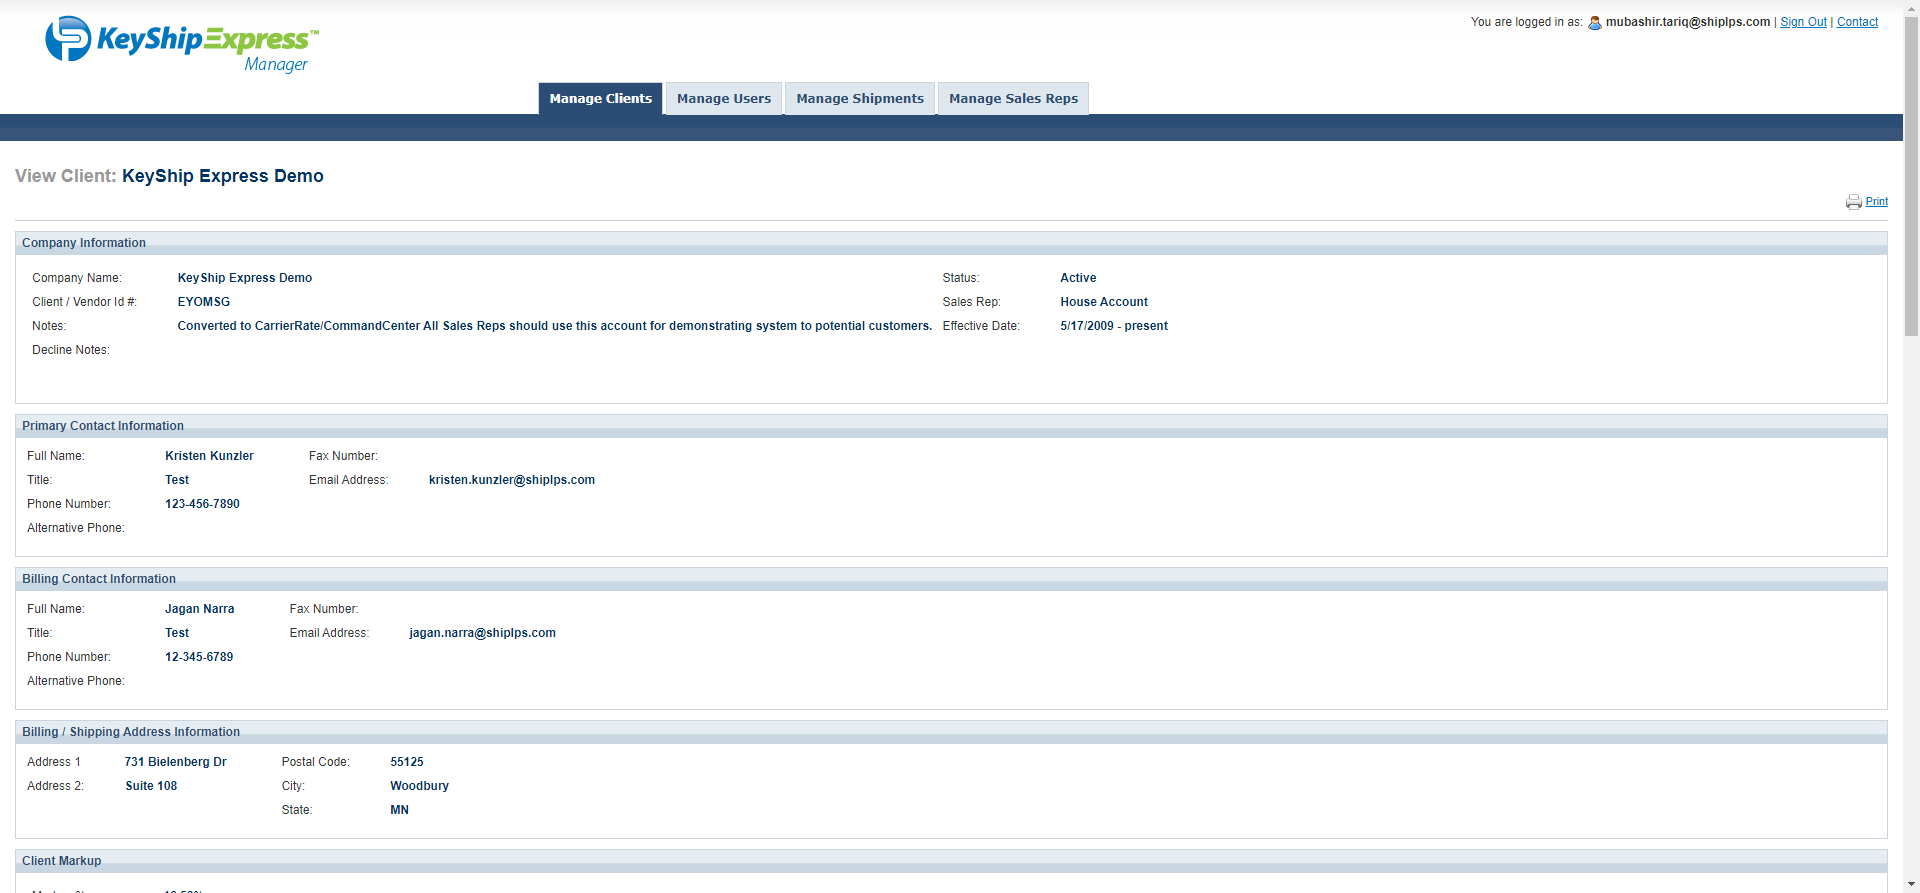 You are logged in as: mubashir.tariq@shiplps.com | Sign Out | Contact
KeyShipExpress™
Manager
Manage Clients Manage Users Manage Shipments Manage Sales Reps
View Client: KeyShip Express Demo
Print
Company Information
Company Name: KeyShip Express Demo Status: Active
Client / Vendor Id #: EYOMSG Sales Rep: House Account
Notes: Converted to CarrierRate/CommandCenter All Sales Reps should use this account for demonstrating system to potential customers. Effective Date: 5/17/2009 - present
Decline Notes:
Primary Contact Information
Full Name: Kristen Kunzler Fax Number:
Title: Test Email Address: kristen.kunzler@shiplps.com
Phone Number: 123-456-7890
Alternative Phone:
Billing Contact Information
Full Name: Jagan Narra Fax Number:
Title: Test Email Address: jagan.narra@shiplps.com
Phone Number: 12-345-6789
Alternative Phone:
Billing / Shipping Address Information
Address 1 731 Bielenberg Dr Postal Code: 55125
Address 2: Suite 108 City: Woodbury
State: MN
Client Markup